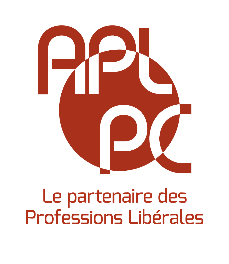 APL
PC
Le partenaire des
Professions Libérales